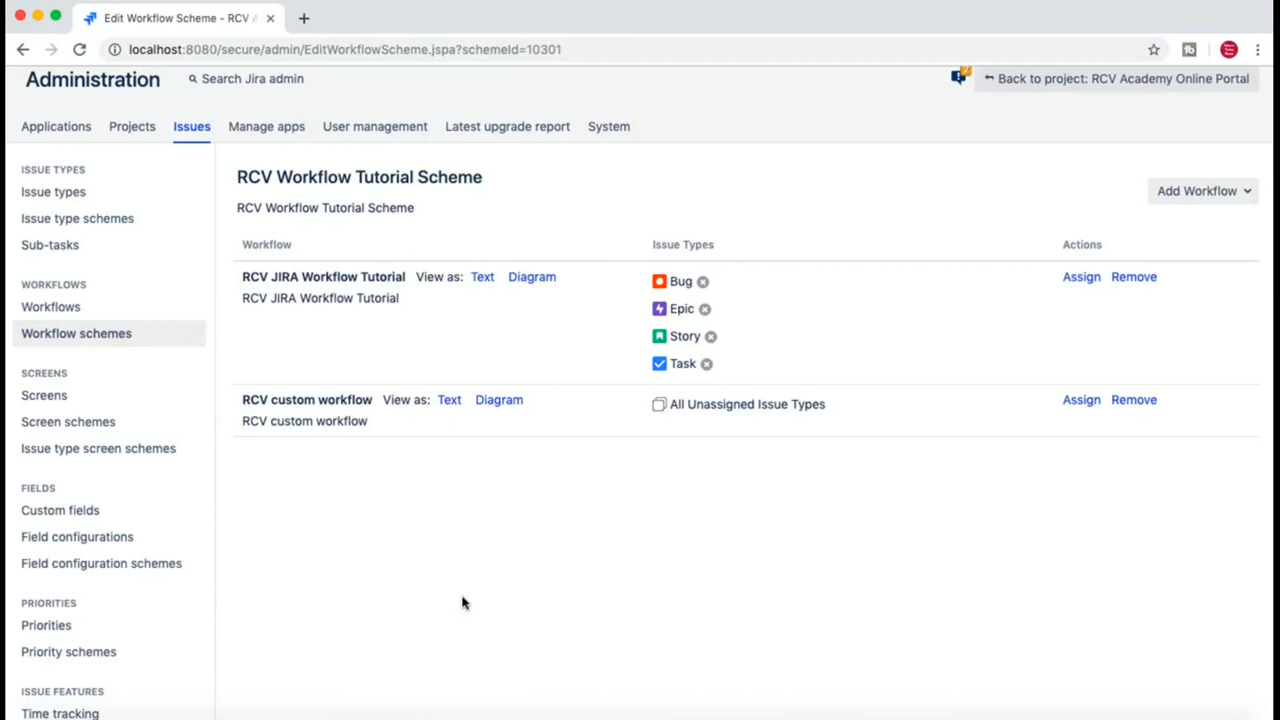 Edit Workflow Scheme - RCV A
localhost:8080/secure/admin/EditWorkflowScheme.jspa?schemeId=10301
Administration
Search Jira admin
Back to project: RCV Academy Online Portal
Applications Projects Issues Manage apps User management Latest upgrade report System
ISSUE TYPES
Issue types
Issue type schemes
Sub-tasks
WORKFLOWS
Workflows
Workflow schemes
SCREENS
Screens
Screen schemes
Issue type screen schemes
FIELDS
Custom fields
Field configurations
Field configuration schemes
PRIORITIES
Priorities
Priority schemes
ISSUE FEATURES
Time tracking
RCV Workflow Tutorial Scheme
Add Workflow
RCV Workflow Tutorial Scheme
Workflow Issue Types Actions
RCV JIRA Workflow Tutorial View as: Text Diagram
RCV JIRA Workflow Tutorial
Bug
Epic
Story
Task
Assign Remove
RCV custom workflow View as: Text Diagram
RCV custom workflow
All Unassigned Issue Types
Assign Remove